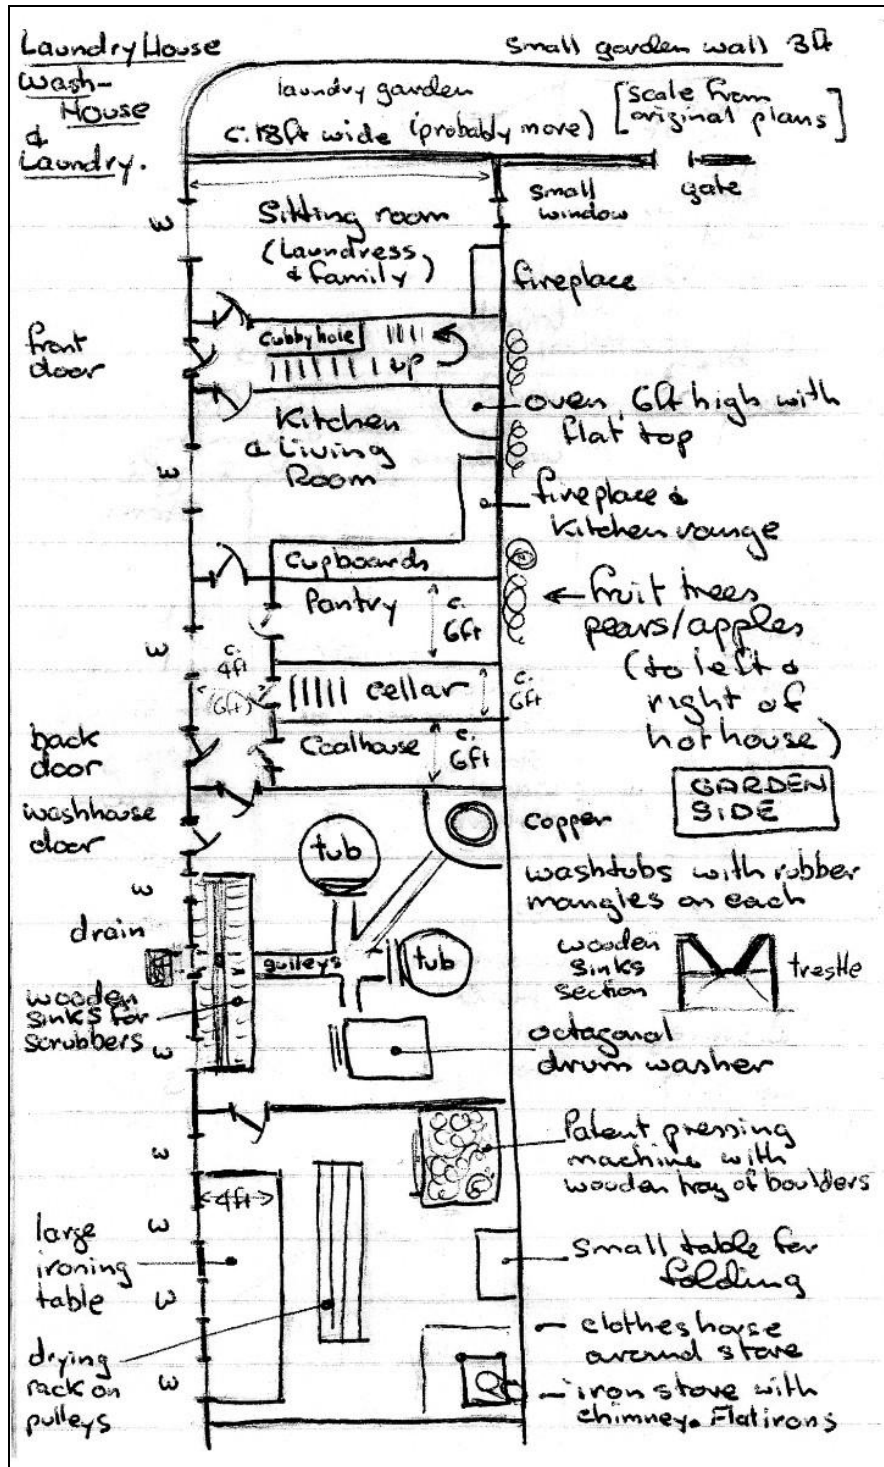 Laundry House
Wash-
House
&
Laundry.
small garden wall 3ft
laundry garden
c.18ft wide (probably more)
[scale from
original plans]
small
window
gate
w
Sitting room
(Laundress
& family)
fireplace
front
door
Cubbyhole
up
oven, 6ft high with
flat top
Kitchen
& Living
Room
w
fireplace &
Kitchen range
Cupboards
Pantry
c.
6ft
fruit trees
pears/apples
(to left &
right of
hothouse)
w
c.
4ft
(6ft)
cellar
c.
6ft
back
door
Coalhouse
c.
6ft
GARDEN
SIDE
washhouse
door
tub
copper
washtubs with rubber
mangles on each
w
drain
gulleys
tub
wooden
sinks
section
trestle
wooden
sinks for
scrubbers
w
octagonal
drum washer
w
Patent pressing
machine with
wooden tray of boulders
4ft
large
ironing
table
w
w
small table for
folding
drying
rack on
pulleys
w
clothes horse
around stove
iron stove with
chimney. Flatirons